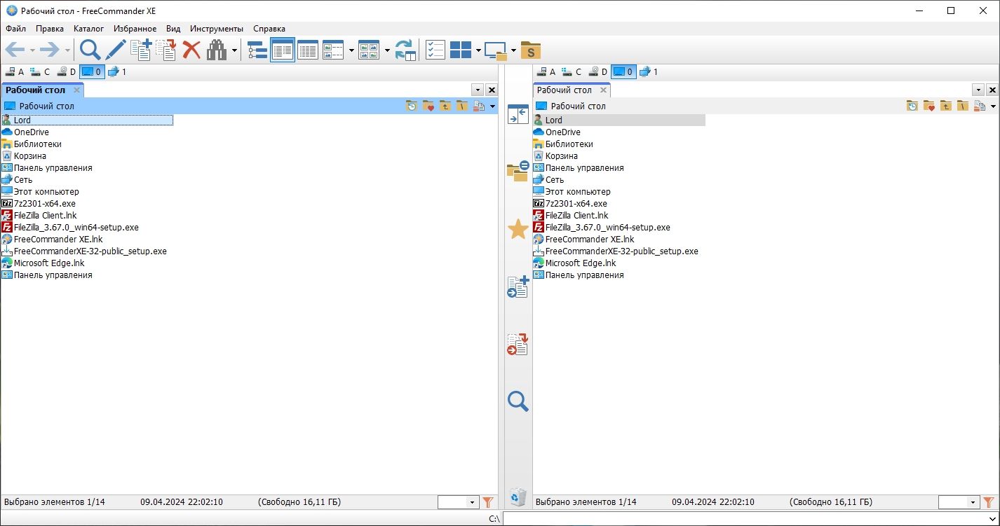 Рабочий стол - FreeCommander XE
Файл Правка Каталог Избранное Вид Инструменты Справка
S
A C D 0 1
Рабочий стол
Рабочий стол
Lord
OneDrive
Библиотеки
Корзина
Панель управления
Сеть
Этот компьютер
7z2301-x64.exe
FileZilla Client.lnk
FileZilla_3.67.0_win64-setup.exe
FreeCommander XE.lnk
FreeCommanderXE-32-public_setup.exe
Microsoft Edge.lnk
Панель управления
Выбрано элементов 1/14 09.04.2024 22:02:10 (Свободно 16,11 ГБ)
A C D 0 1
Рабочий стол
Рабочий стол
Lord
OneDrive
Библиотеки
Корзина
Панель управления
Сеть
Этот компьютер
7z2301-x64.exe
FileZilla Client.lnk
FileZilla_3.67.0_win64-setup.exe
FreeCommander XE.lnk
FreeCommanderXE-32-public_setup.exe
Microsoft Edge.lnk
Панель управления
Выбрано элементов 1/14 09.04.2024 22:02:10 (Свободно 16,11 ГБ)
C:\